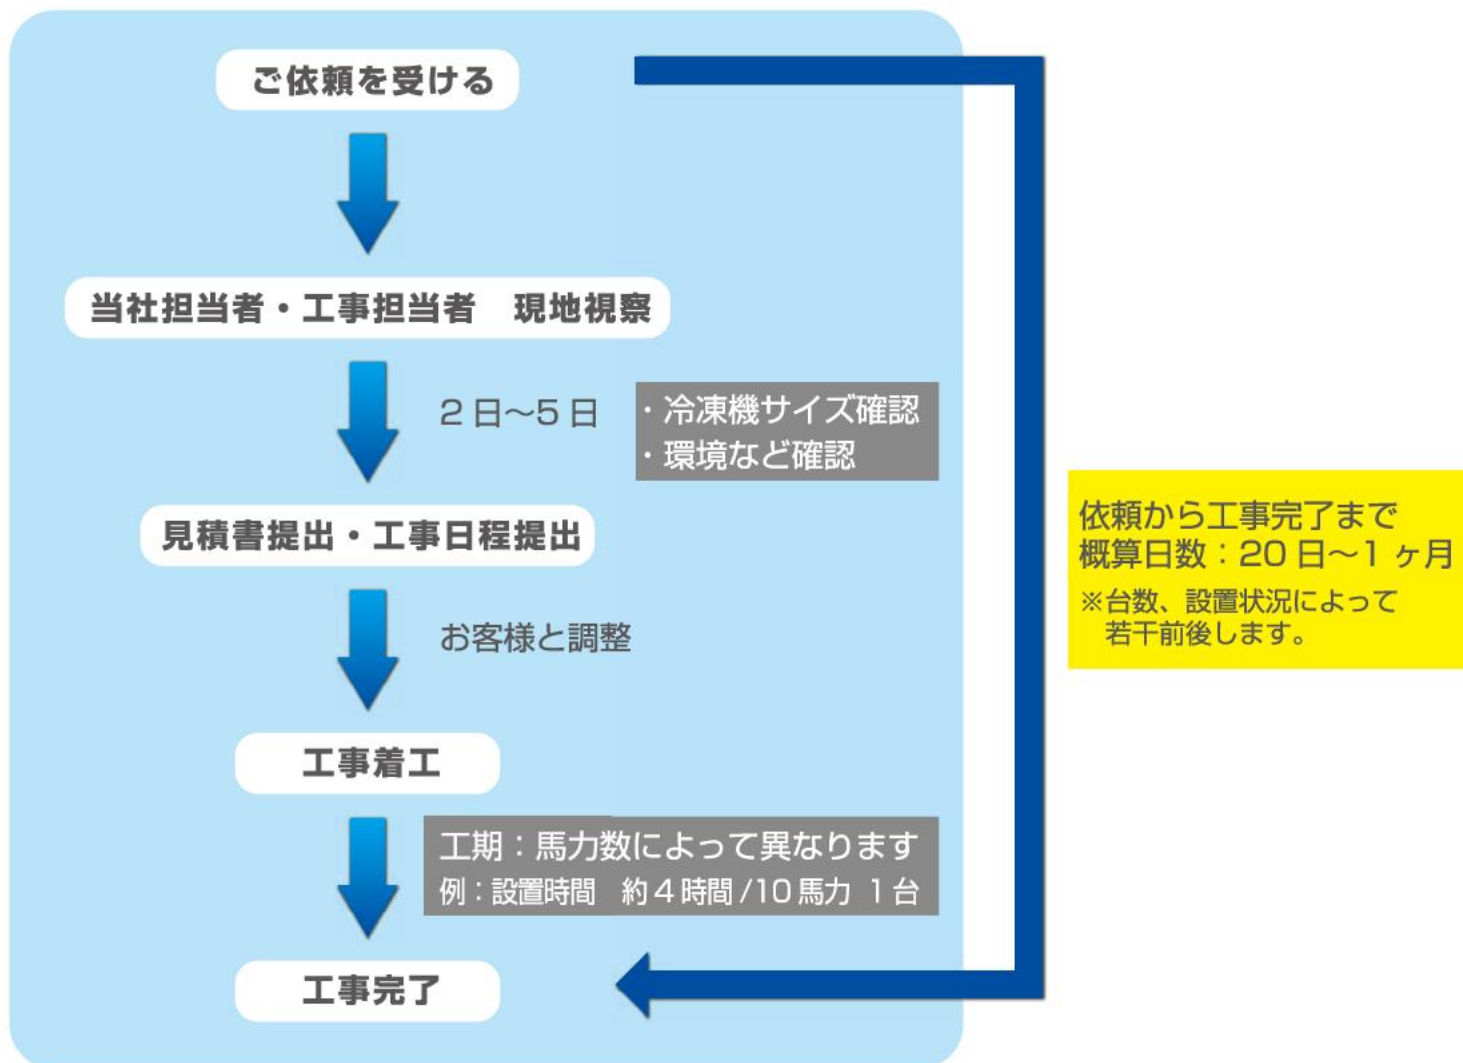 ご依頼を受ける
当社担当者・工事担当者　現地視察
2日～5日
・冷凍機サイズ確認
・環境など確認
見積書提出・工事日程提出
お客様と調整
工事着工
工期：馬力数によって異なります
例：設置時間　約4時間/10馬力 1台
工事完了
依頼から工事完了まで
概算日数：20日～1ヶ月
※台数、設置状況によって
若干前後します。